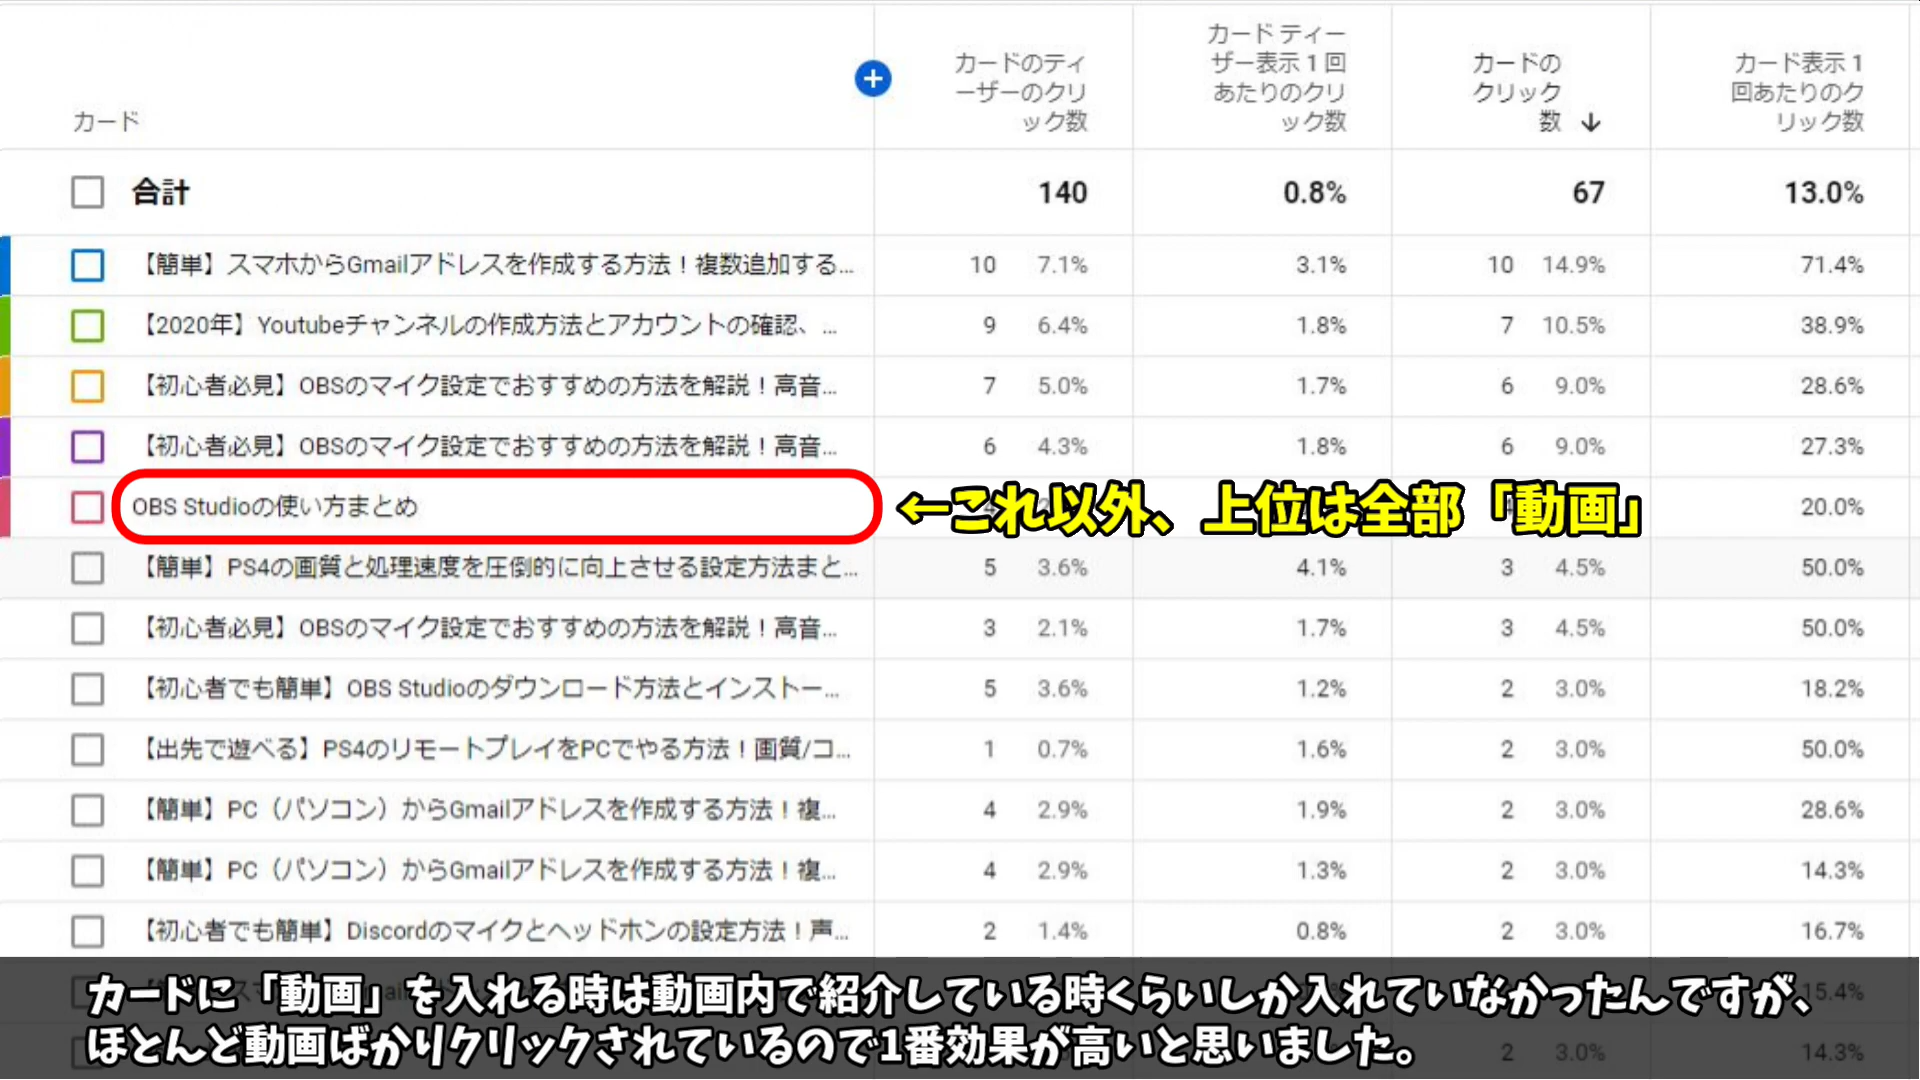 カード
カードのティ
ーザーのクリ
ック数
カード ティー
ザー表示 1 回
あたりのクリ
ック数
カードの
クリック
数 ↓
カード表示 1
回あたりのク
リック数
合計 140 0.8% 67 13.0%
【簡単】スマホからGmailアドレスを作成する方法！複数追加する... 10 7.1% 3.1% 10 14.9% 71.4%
【2020年】Youtubeチャンネルの作成方法とアカウントの確認、... 9 6.4% 1.8% 7 10.5% 38.9%
【初心者必見】OBSのマイク設定でおすすめの方法を解説！高音... 7 5.0% 1.7% 6 9.0% 28.6%
【初心者必見】OBSのマイク設定でおすすめの方法を解説！高音... 6 4.3% 1.8% 6 9.0% 27.3%
OBS Studioの使い方まとめ ←これ以外、上位は全部「動画」 20.0%
【簡単】PS4の画質と処理速度を圧倒的に向上させる設定方法まと... 5 3.6% 4.1% 3 4.5% 50.0%
【初心者必見】OBSのマイク設定でおすすめの方法を解説！高音... 3 2.1% 1.7% 3 4.5% 50.0%
【初心者でも簡単】OBS Studioのダウンロード方法とインストー... 5 3.6% 1.2% 2 3.0% 18.2%
【出先で遊べる】PS4のリモートプレイをPCでやる方法！画質/コ... 1 0.7% 1.6% 2 3.0% 50.0%
【簡単】PC（パソコン）からGmailアドレスを作成する方法！複... 4 2.9% 1.9% 2 3.0% 28.6%
【簡単】PC（パソコン）からGmailアドレスを作成する方法！複... 4 2.9% 1.3% 2 3.0% 14.3%
【初心者でも簡単】Discordのマイクとヘッドホンの設定方法！声... 2 1.4% 0.8% 2 3.0% 16.7%
カードに「動画」を入れる時は動画内で紹介している時くらいしか入れていなかったんですが、
15.4%
ほとんど動画ばかりクリックされているので1番効果が高いと思いました。
2 3.0% 14.3%